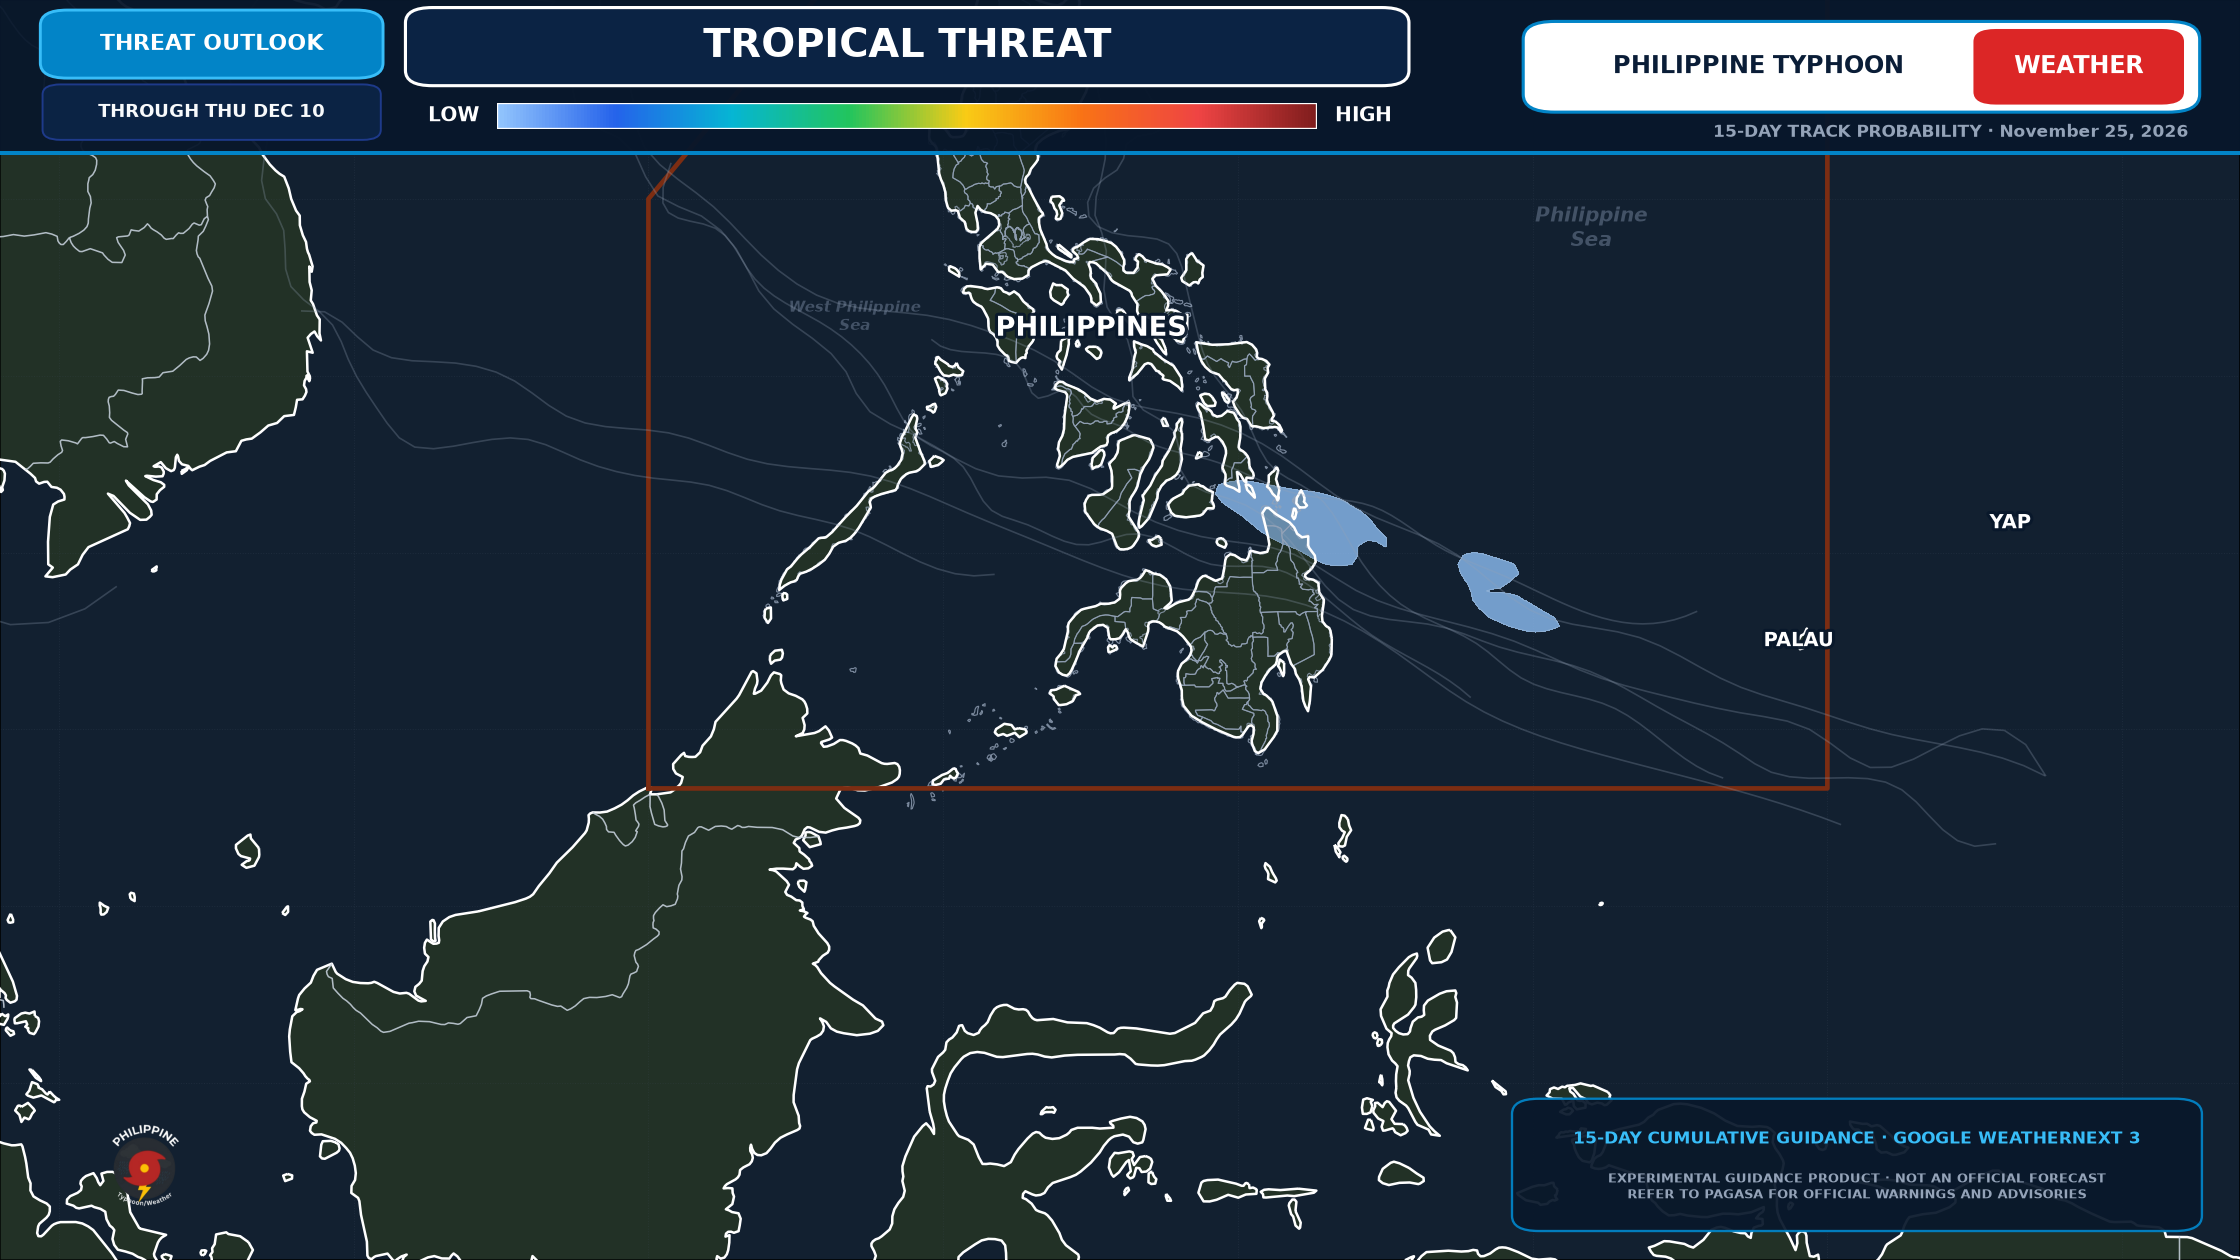 THREAT OUTLOOK
TROPICAL THREAT
PHILIPPINE TYPHOON
WEATHER
THROUGH THU DEC 10
LOW
HIGH
15-DAY TRACK PROBABILITY · November 25, 2026
Philippine
Sea
West Philippine
Sea
PHILIPPINES
YAP
PALAU
PHILIPPINE
Typhoon/Weather
15-DAY CUMULATIVE GUIDANCE · GOOGLE WEATHERNEXT 3
EXPERIMENTAL GUIDANCE PRODUCT · NOT AN OFFICIAL FORECAST
REFER TO PAGASA FOR OFFICIAL WARNINGS AND ADVISORIES